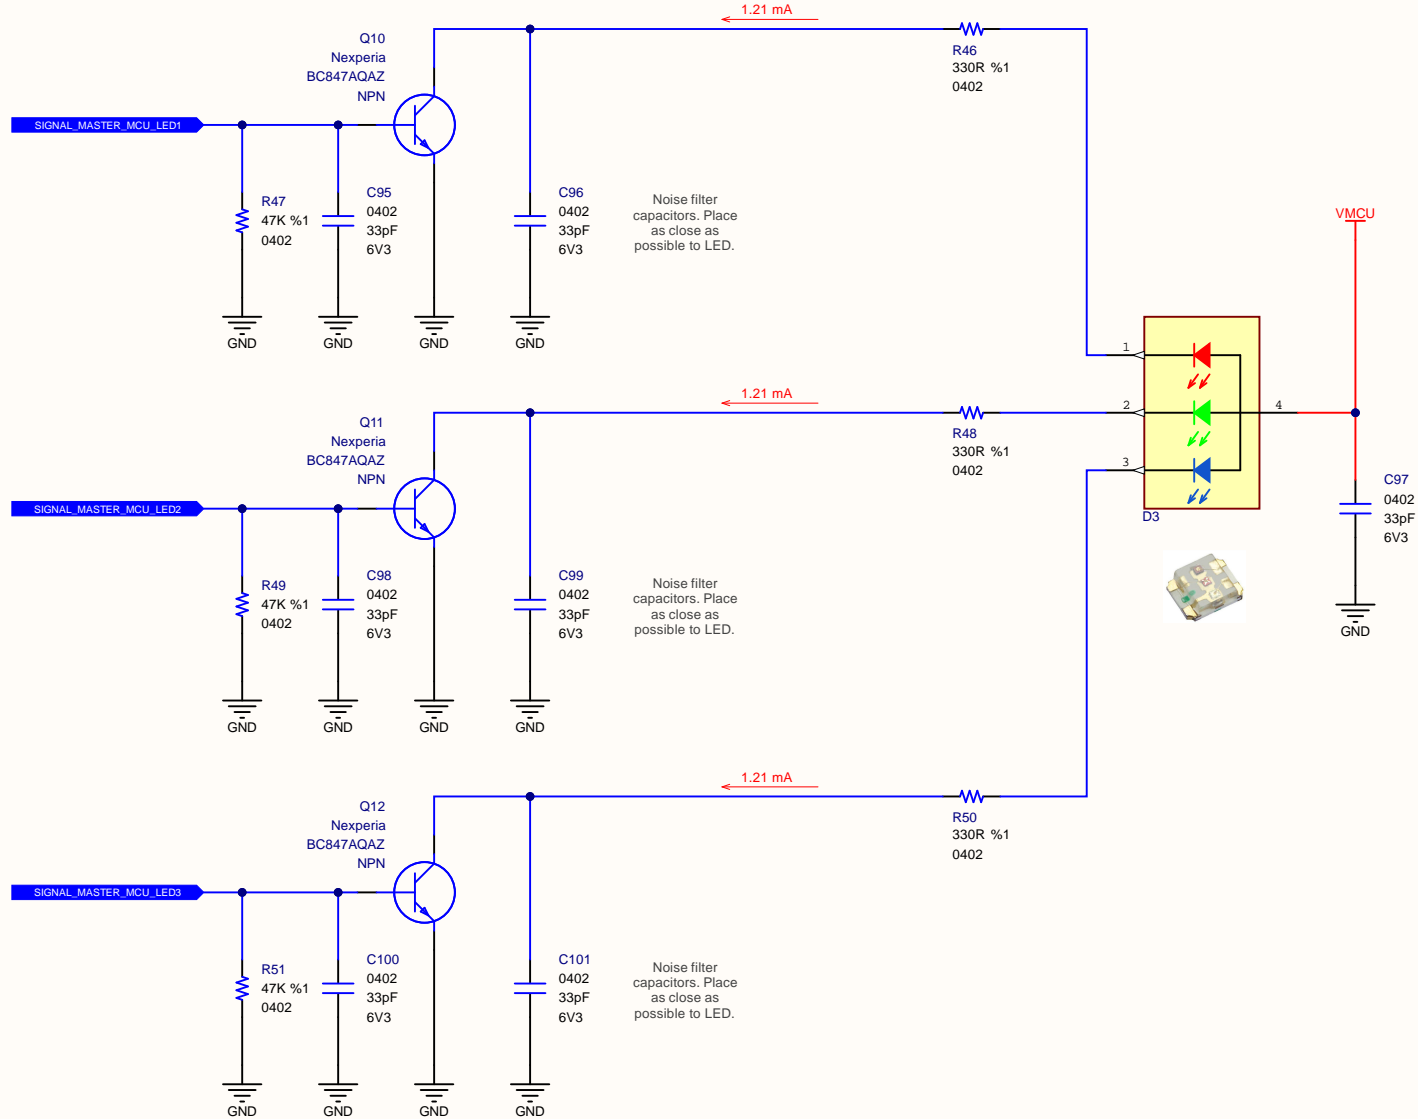 1.21 mA
Q10
Nexperia
BC847AQAZ
NPN
R46
330R %1
0402
SIGNAL_MASTER_MCU_LED1
R47
47K %1
0402
C95
0402
33pF
6V3
C96
0402
33pF
6V3
Noise filter
capacitors. Place
as close as
possible to LED.
GND
GND
GND
GND
VMCU
1
2
3
4
D3
C97
0402
33pF
6V3
GND
1.21 mA
Q11
Nexperia
BC847AQAZ
NPN
R48
330R %1
0402
SIGNAL_MASTER_MCU_LED2
R49
47K %1
0402
C98
0402
33pF
6V3
C99
0402
33pF
6V3
Noise filter
capacitors. Place
as close as
possible to LED.
GND
GND
GND
GND
1.21 mA
Q12
Nexperia
BC847AQAZ
NPN
R50
330R %1
0402
SIGNAL_MASTER_MCU_LED3
R51
47K %1
0402
C100
0402
33pF
6V3
C101
0402
33pF
6V3
Noise filter
capacitors. Place
as close as
possible to LED.
GND
GND
GND
GND